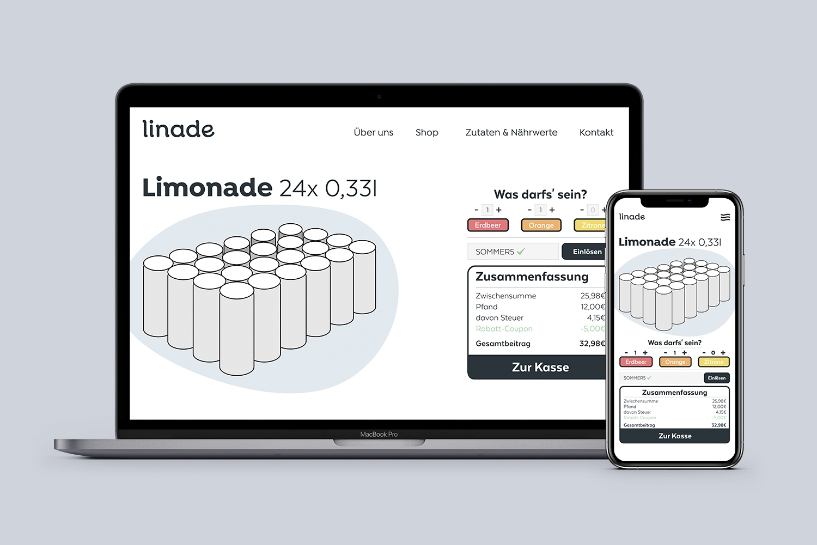 linade
Über uns Shop Zutaten & Nährwerte Kontakt
Limonade 24x 0,33l
Was darfs' sein?
- 1 + - 1 + - 0
Erdbeer Orange Zitron
SOMMERS ✓ Einlösen
Zusammenfassung
Zwischensumme 25,98€
Pfand 12,00€
davon Steuer 4,15€
Rabatt-Coupon -5,00€
Gesamtbeitrag 32,98€
Zur Kasse
MacBook Pro
linade
Limonade 24x 0,33l
Was darfs' sein?
- 1 + - 1 + - 0 +
Erdbeer Orange Zitrone
SOMMERS ✓ Einlösen
Zusammenfassung
Zwischensumme 25,98€
Pfand 12,00€
davon Steuer 4,15€
Rabatt-Coupon -5,00€
Gesamtbeitrag 32,98€
Zur Kasse